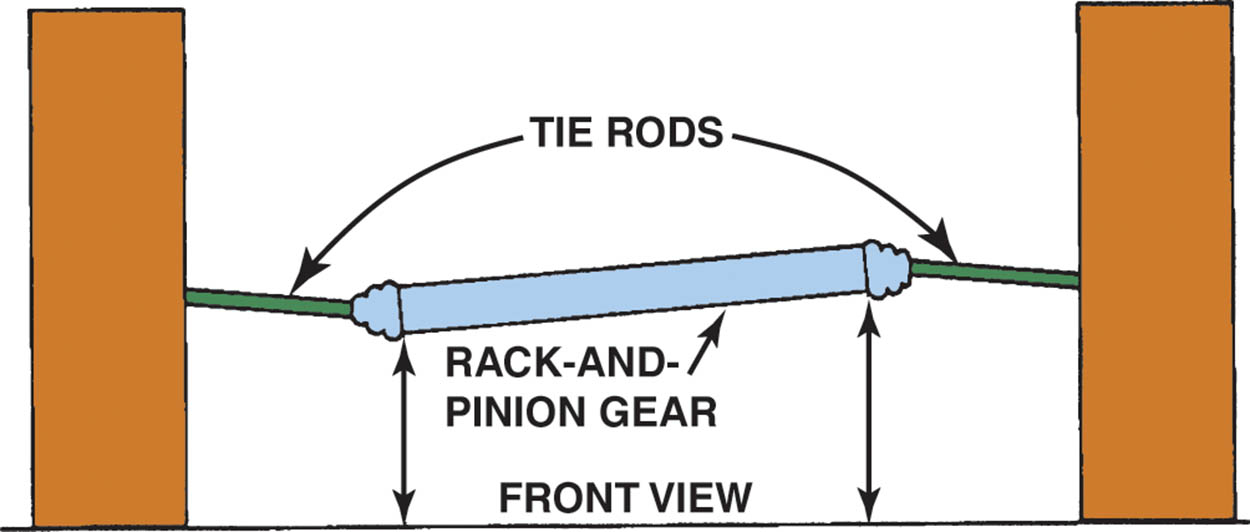 TIE RODS
RACK-AND-
PINION GEAR
FRONT VIEW